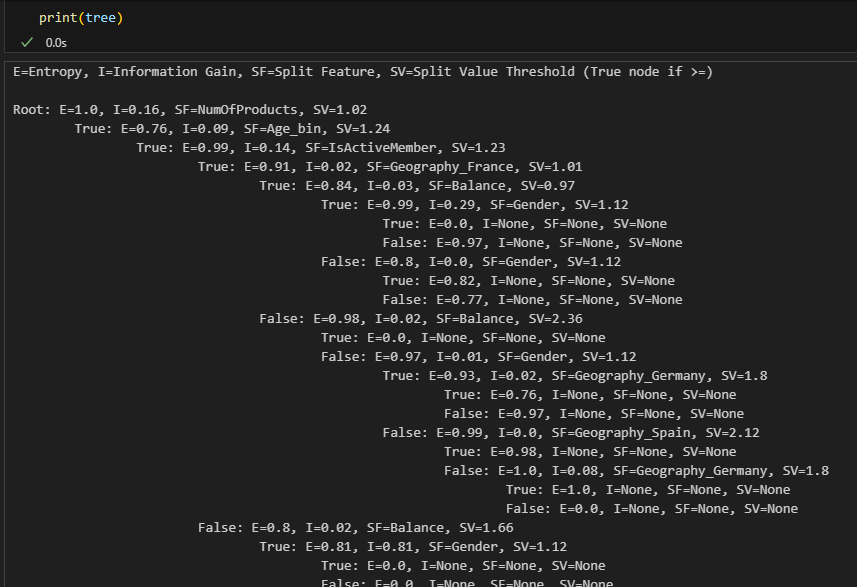 print(tree)
0.0s
E=Entropy, I=Information Gain, SF=Split Feature, SV=Split Value Threshold (True node if >=)
Root: E=1.0, I=0.16, SF=NumOfProducts, SV=1.02
True: E=0.76, I=0.09, SF=Age_bin, SV=1.24
True: E=0.99, I=0.14, SF=IsActiveMember, SV=1.23
True: E=0.91, I=0.02, SF=Geography_France, SV=1.01
True: E=0.84, I=0.03, SF=Balance, SV=0.97
True: E=0.99, I=0.29, SF=Gender, SV=1.12
True: E=0.0, I=None, SF=None, SV=None
False: E=0.97, I=None, SF=None, SV=None
False: E=0.8, I=0.0, SF=Gender, SV=1.12
True: E=0.82, I=None, SF=None, SV=None
False: E=0.77, I=None, SF=None, SV=None
False: E=0.98, I=0.02, SF=Balance, SV=2.36
True: E=0.0, I=None, SF=None, SV=None
False: E=0.97, I=0.01, SF=Gender, SV=1.12
True: E=0.93, I=0.02, SF=Geography_Germany, SV=1.8
True: E=0.76, I=None, SF=None, SV=None
False: E=0.97, I=None, SF=None, SV=None
False: E=0.99, I=0.0, SF=Geography_Spain, SV=2.12
True: E=0.98, I=None, SF=None, SV=None
False: E=1.0, I=0.08, SF=Geography_Germany, SV=1.8
True: E=1.0, I=None, SF=None, SV=None
False: E=0.0, I=None, SF=None, SV=None
False: E=0.8, I=0.02, SF=Balance, SV=1.66
True: E=0.81, I=0.81, SF=Gender, SV=1.12
True: E=0.0, I=None, SF=None, SV=None
False: E=0.0, I=None, SF=None, SV=None